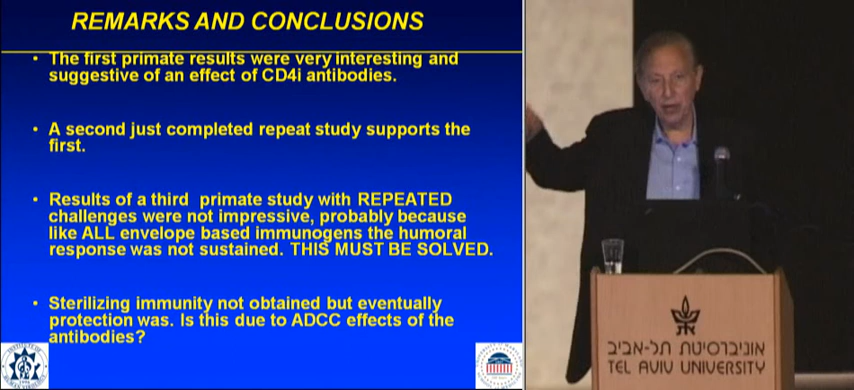 REMARKS AND CONCLUSIONS
• The first primate results were very interesting and
suggestive of an effect of CD4i antibodies.
• A second just completed repeat study supports the
first.
• Results of a third primate study with REPEATED
challenges were not impressive, probably because
like ALL envelope based immunogens the humoral
response was not sustained. THIS MUST BE SOLVED.
• Sterilizing immunity not obtained but eventually
protection was. Is this due to ADCC effects of the
antibodies?
אוניברסיטת תל-אביב
TEL AVIV UNIVERSITY